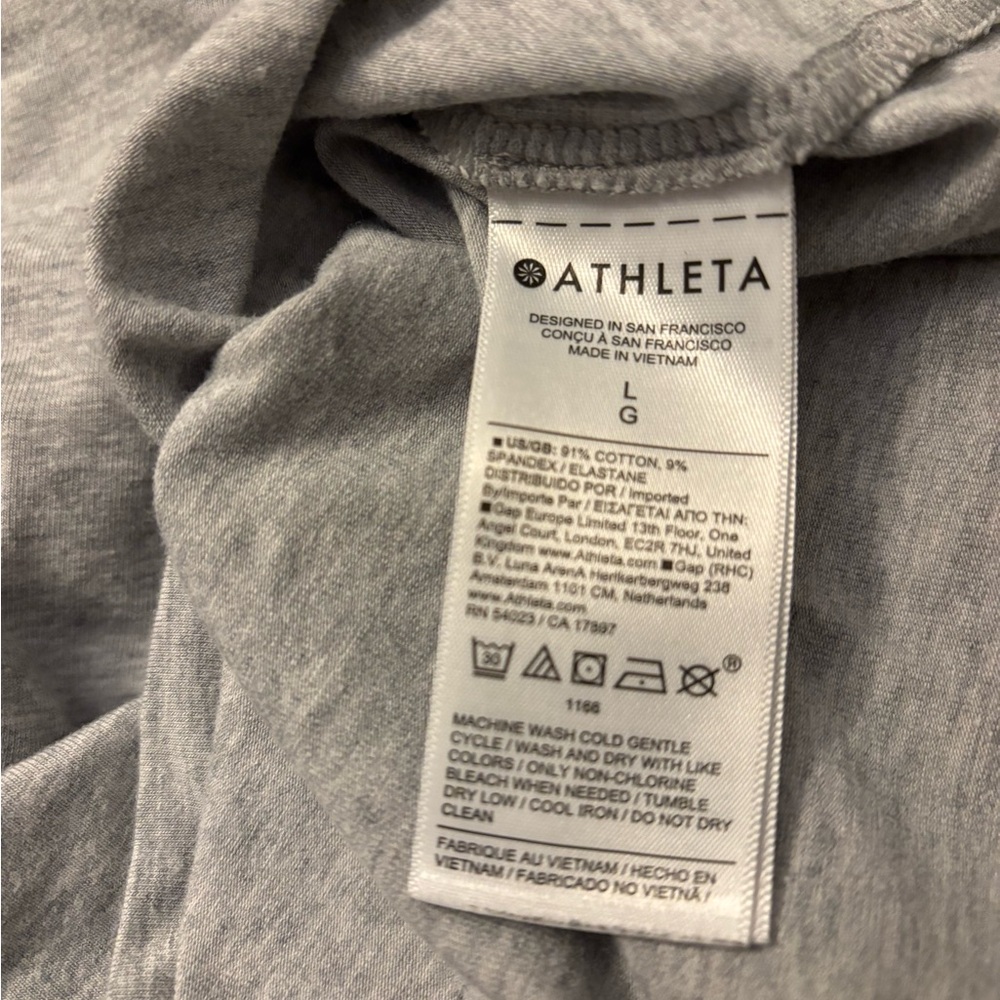 ATHLETA
DESIGNED IN SAN FRANCISCO
CONÇU À SAN FRANCISCO
MADE IN VIETNAM
L
G
■ US/GB: 91% COTTON, 9%
SPANDEX / ELASTANE
DISTRIBUIDO POR / Imported
By/Importe Par / ΕΙΣΑΓΕΤΑΙ ΑΠΟ ΤΗΝ:
■Gap Europe Limited 13th Floor, One
Angel Court, London, EC2R 7HJ, United
Kingdom www.Athleta.com ■Gap (RHC)
B.V. Luna ArenA Herikerbergweg 238
Amsterdam 1101 CM, Netherlands
www.Athleta.com
RN 54023 / CA 17897
30 ®
1166
MACHINE WASH COLD GENTLE
CYCLE / WASH AND DRY WITH LIKE
COLORS / ONLY NON-CHLORINE
BLEACH WHEN NEEDED / TUMBLE
DRY LOW / COOL IRON / DO NOT DRY
CLEAN
FABRIQUE AU VIETNAM / HECHO EN
VIETNAM / FABRICADO NO VIETNÃ /